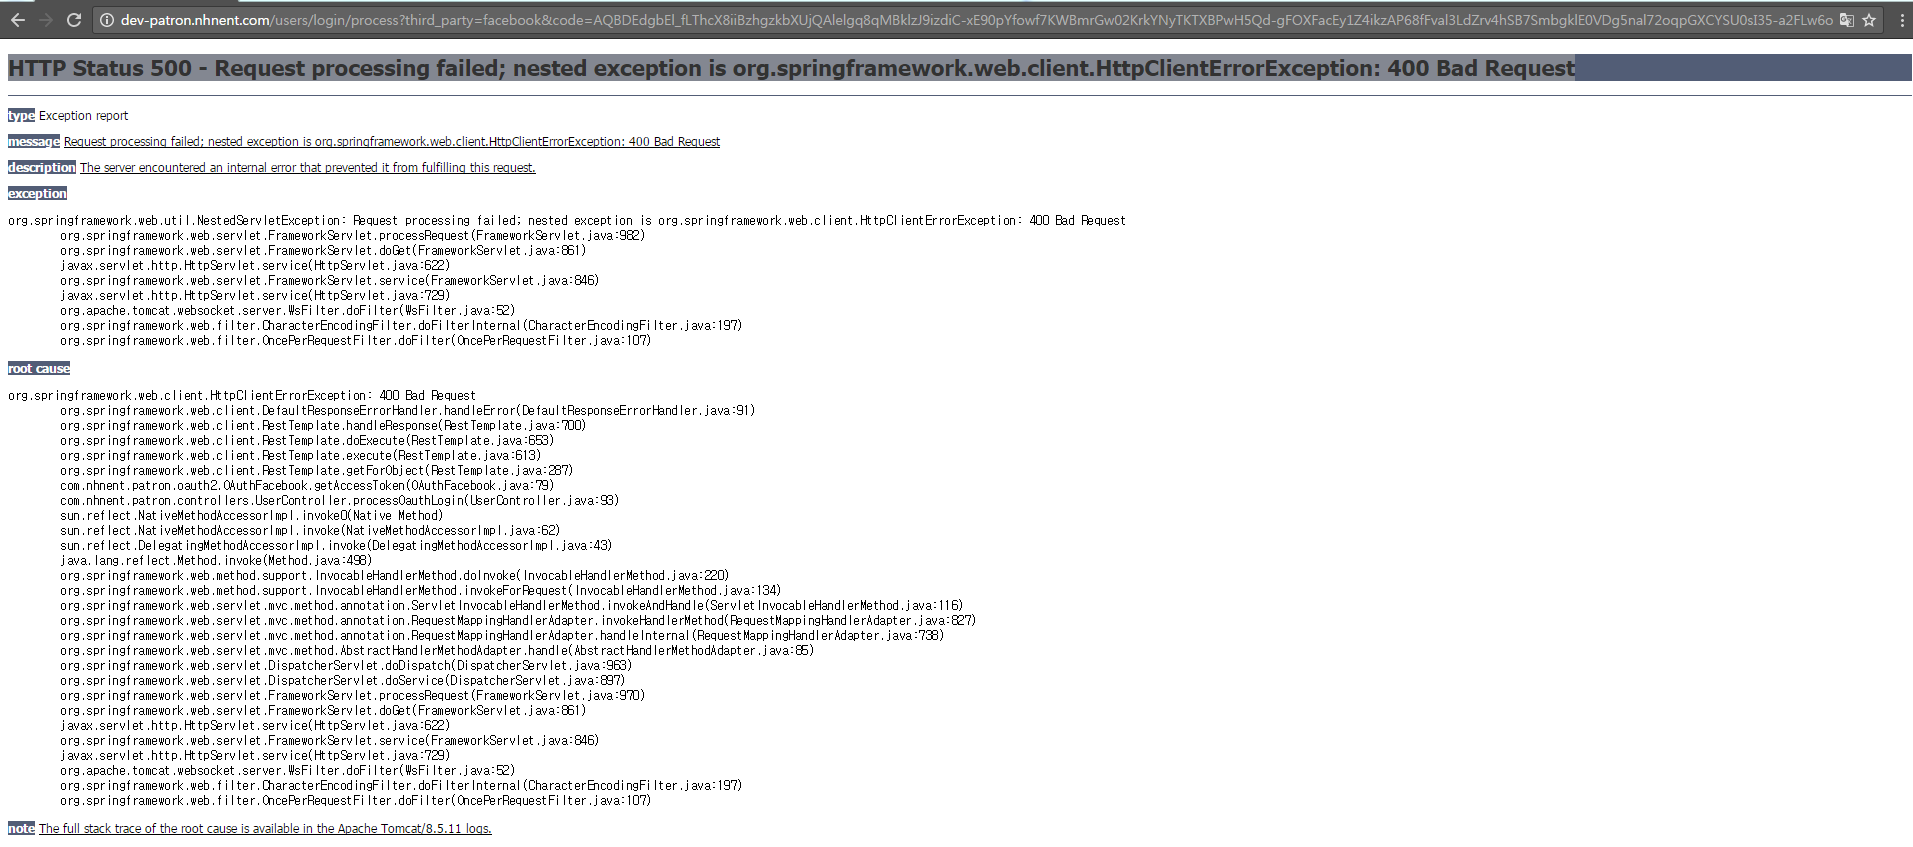 dev-patron.nhnent.com/users/login/process?third_party=facebook&code=
HTTP Status 500 - Request processing failed; nested exception is org.springframework.web.client.HttpClientErrorException: 400 Bad Request
type Exception report
message Request processing failed; nested exception is org.springframework.web.client.HttpClientErrorException: 400 Bad Request
description The server encountered an internal error that prevented it from fulfilling this request.
exception
org.springframework.web.util.NestedServletException: Request processing failed; nested exception is org.springframework.web.client.HttpClientErrorException: 400 Bad Request
org.springframework.web.servlet.FrameworkServlet.processRequest(FrameworkServlet.java:982)
org.springframework.web.servlet.FrameworkServlet.doGet(FrameworkServlet.java:861)
javax.servlet.http.HttpServlet.service(HttpServlet.java:622)
org.springframework.web.servlet.FrameworkServlet.service(FrameworkServlet.java:846)
javax.servlet.http.HttpServlet.service(HttpServlet.java:729)
org.apache.tomcat.websocket.server.WsFilter.doFilter(WsFilter.java:52)
org.springframework.web.filter.CharacterEncodingFilter.doFilterInternal(CharacterEncodingFilter.java:197)
org.springframework.web.filter.OncePerRequestFilter.doFilter(OncePerRequestFilter.java:107)
root cause
org.springframework.web.client.HttpClientErrorException: 400 Bad Request
org.springframework.web.client.DefaultResponseErrorHandler.handleError(DefaultResponseErrorHandler.java:91)
org.springframework.web.client.RestTemplate.handleResponse(RestTemplate.java:700)
org.springframework.web.client.RestTemplate.doExecute(RestTemplate.java:653)
org.springframework.web.client.RestTemplate.execute(RestTemplate.java:613)
org.springframework.web.client.RestTemplate.getForObject(RestTemplate.java:287)
com.nhnent.patron.oauth2.OAuthFacebook.getAccessToken(OAuthFacebook.java:79)
com.nhnent.patron.controllers.UserController.processOauthLogin(UserController.java:93)
sun.reflect.NativeMethodAccessorImpl.invoke0(Native Method)
sun.reflect.NativeMethodAccessorImpl.invoke(NativeMethodAccessorImpl.java:62)
sun.reflect.DelegatingMethodAccessorImpl.invoke(DelegatingMethodAccessorImpl.java:43)
java.lang.reflect.Method.invoke(Method.java:498)
org.springframework.web.method.support.InvocableHandlerMethod.doInvoke(InvocableHandlerMethod.java:220)
org.springframework.web.method.support.InvocableHandlerMethod.invokeForRequest(InvocableHandlerMethod.java:134)
org.springframework.web.servlet.mvc.method.annotation.ServletInvocableHandlerMethod.invokeAndHandle(ServletInvocableHandlerMethod.java:116)
org.springframework.web.servlet.mvc.method.annotation.RequestMappingHandlerAdapter.invokeHandlerMethod(RequestMappingHandlerAdapter.java:827)
org.springframework.web.servlet.mvc.method.annotation.RequestMappingHandlerAdapter.handleInternal(RequestMappingHandlerAdapter.java:738)
org.springframework.web.servlet.mvc.method.AbstractHandlerMethodAdapter.handle(AbstractHandlerMethodAdapter.java:85)
org.springframework.web.servlet.DispatcherServlet.doDispatch(DispatcherServlet.java:963)
org.springframework.web.servlet.DispatcherServlet.doService(DispatcherServlet.java:897)
org.springframework.web.servlet.FrameworkServlet.processRequest(FrameworkServlet.java:970)
org.springframework.web.servlet.FrameworkServlet.doGet(FrameworkServlet.java:861)
javax.servlet.http.HttpServlet.service(HttpServlet.java:622)
org.springframework.web.servlet.FrameworkServlet.service(FrameworkServlet.java:846)
javax.servlet.http.HttpServlet.service(HttpServlet.java:729)
org.apache.tomcat.websocket.server.WsFilter.doFilter(WsFilter.java:52)
org.springframework.web.filter.CharacterEncodingFilter.doFilterInternal(CharacterEncodingFilter.java:197)
org.springframework.web.filter.OncePerRequestFilter.doFilter(OncePerRequestFilter.java:107)
note The full stack trace of the root cause is available in the Apache Tomcat/8.5.11 logs.